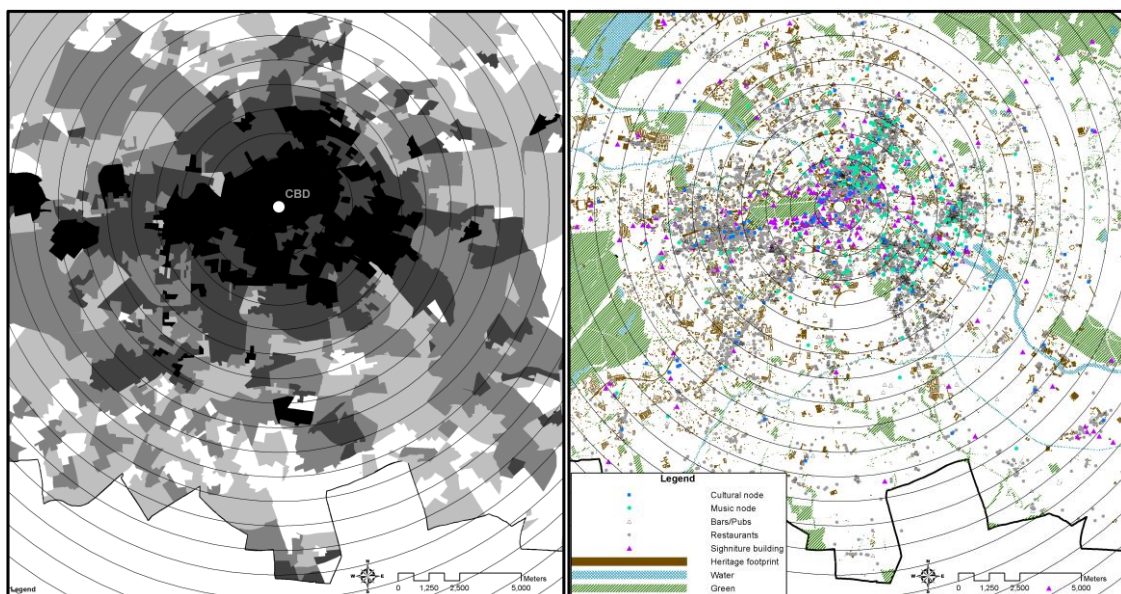 CBD
Legend
N
W
E
S
0
1,250
2,500
5,000
Meters
Legend
Cultural node
Music node
Bars/Pubs
Restaurants
Sighniture building
Heritage footprint
Water
Green
N
W
E
S
0
1,250
2,500
5,000
Meters